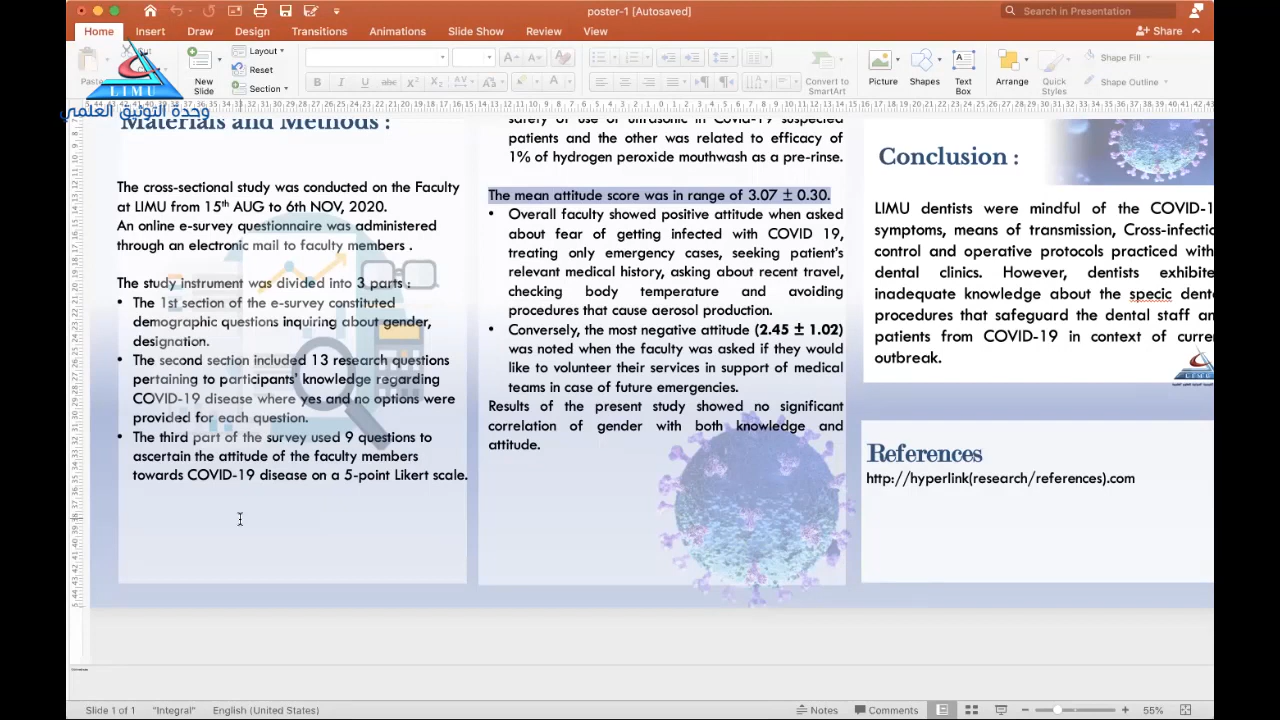 poster-1 [Autosaved]
Search in Presentation
Home Insert Draw Design Transitions Animations Slide Show Review View
Share
Cut
Paste
New Slide
Layout
Reset
Section
Convert to SmartArt
Picture
Shapes
Text Box
Arrange
Quick Styles
Shape Fill
Shape Outline
LIMU
وحدة التوثيق العلمي
Materials and Methods :
The cross-sectional study was conducted on the Faculty
at LIMU from 15th AUG to 6th NOV 2020.
An online e-survey questionnaire was administered
through an electronic mail to faculty members .
The study instrument was divided into 3 parts :
• The 1st section of the e-survey constituted
demographic questions inquiring about gender,
designation.
• The second section included 13 research questions
pertaining to participants' knowledge regarding
COVID-19 disease where yes and no options were
provided for each question.
• The third part of the survey used 9 questions to
ascertain the attitude of the faculty members
towards COVID-19 disease on a 5-point Likert scale.
safety of use of ultrasonic in Covid-19 suspected
patients and the other was related to efficacy of
1% of hydrogen peroxide mouthwash as a pre-rinse.
The mean attitude score was in range of 3.07 ± 0.30.
• Overall faculty showed positive attitude when asked
about fear of getting infected with COVID 19,
treating only emergency cases, seeking patient's
relevant medical history, asking about recent travel,
checking body temperature and avoiding
procedures that cause aerosol production.
• Conversely, the most negative attitude (2.45 ± 1.02)
was noted when the faculty was asked if they would
like to volunteer their services in support of medical
teams in case of future emergencies.
Results of the present study showed no significant
correlation of gender with both knowledge and
attitude.
Conclusion :
LIMU dentists were mindful of the COVID-1
symptoms, means of transmission, Cross-infectio
control and operative protocols practiced with
dental clinics. However, dentists exhibite
inadequate knowledge about the specic dent
procedures that safeguard the dental staff an
patients from COVID-19 in context of curre
outbreak.
LIMU
References
http://hyperlink(research/references).com
Slide 1 of 1 "Integral" English (United States)
Notes Comments 55%